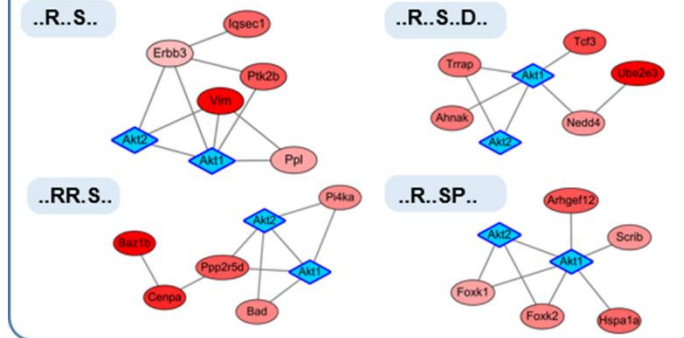 ..R..S..
Iqsec1
Erbb3
Ptk2b
Vim
Akt2
Akt1
Ppl
..R..S..D..
Tcf3
Trrap
Akt1
Ube2e3
Ahnak
Nedd4
Akt2
..RR.S..
Pi4ka
Akt2
Baz1b
Ppp2r5d
Akt1
Cenpa
Bad
..R..SP..
Arhgef12
Akt2
Scrib
Akt1
Foxk1
Foxk2
Hspa1a